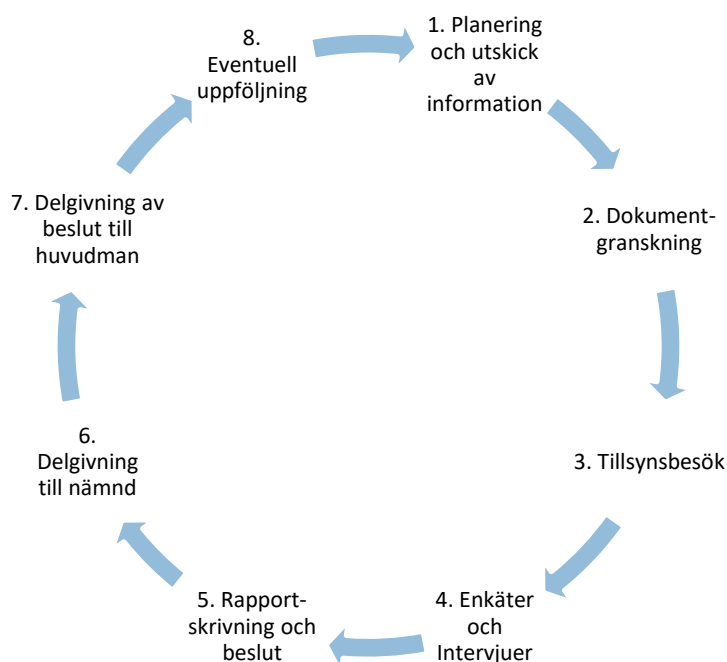 1. Planering
och utskick
av
information
2. Dokument-
granskning
3. Tillsynsbesök
4. Enkäter
och
Intervjuer
5. Rapport-
skrivning och
beslut
6.
Delgivning
till nämnd
7. Delgivning av
beslut till
huvudman
8.
Eventuell
uppföljning